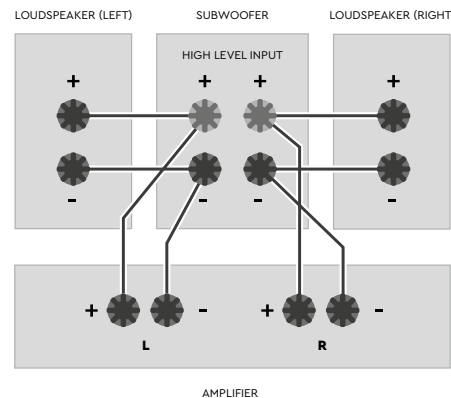 LOUDSPEAKER (LEFT) SUBWOOFER LOUDSPEAKER (RIGHT
HIGH LEVEL INPUT
+ + + +
- - - -
+ - + -
L R
AMPLIFIER